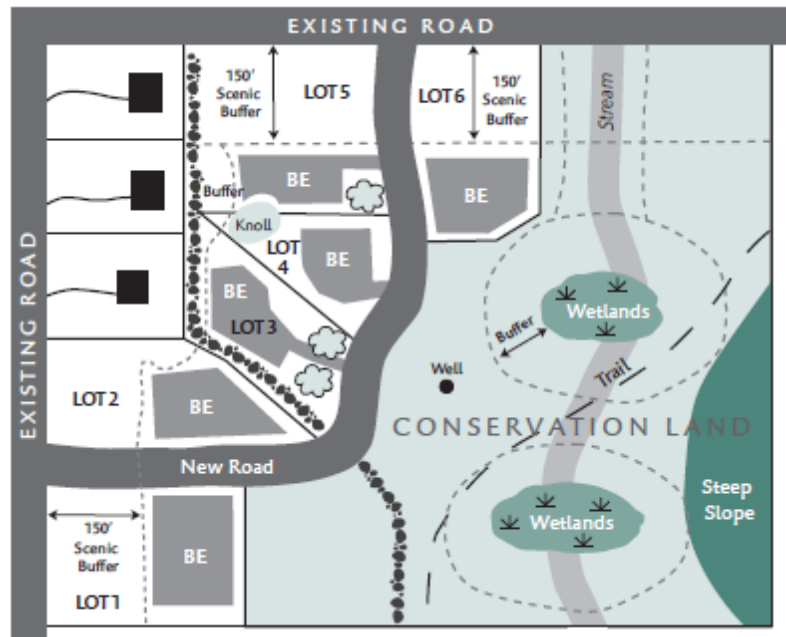 EXISTING ROAD
150'
Scenic
Buffer
LOT 5
LOT 6
150'
Scenic
Buffer
Stream
BE
Buffer
BE
Knoll
LOT
4
BE
EXISTING ROAD
BE
LOT 3
Wetlands
Buffer
Trail
Well
LOT 2
BE
CONSERVATION LAND
New Road
Steep
Slope
150'
Scenic
Buffer
BE
Wetlands
LOT 1